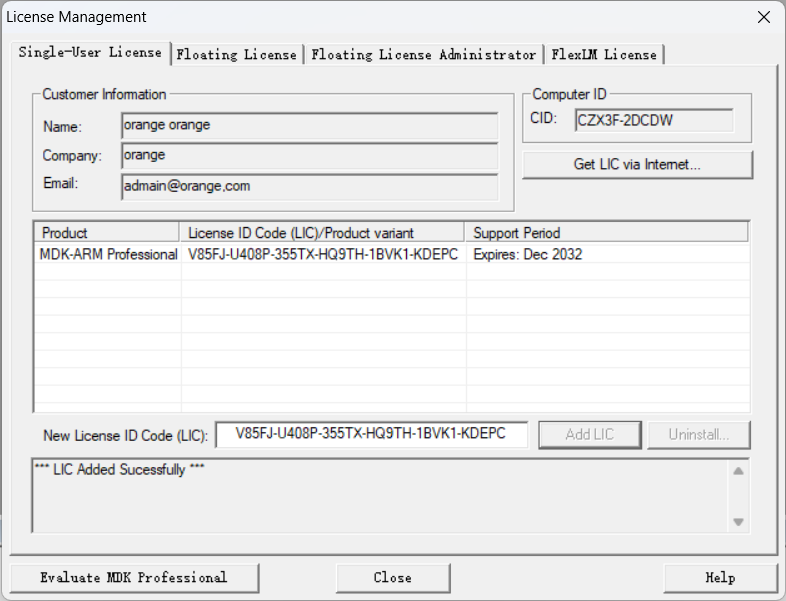 License Management
Single-User License Floating License Floating License Administrator FlexLM License
Customer Information
Name: orange orange
Company: orange
Email: admain@orange,com
Computer ID
CID: CZX3F-2DCDW
Get LIC via Internet...
Product License ID Code (LIC)/Product variant Support Period
MDK-ARM Professional V85FJ-U408P-355TX-HQ9TH-1BVK1-KDEPC Expires: Dec 2032
New License ID Code (LIC): V85FJ-U408P-355TX-HQ9TH-1BVK1-KDEPC Add LIC Uninstall...
*** LIC Added Sucessfully ***
Evaluate MDK Professional Close Help